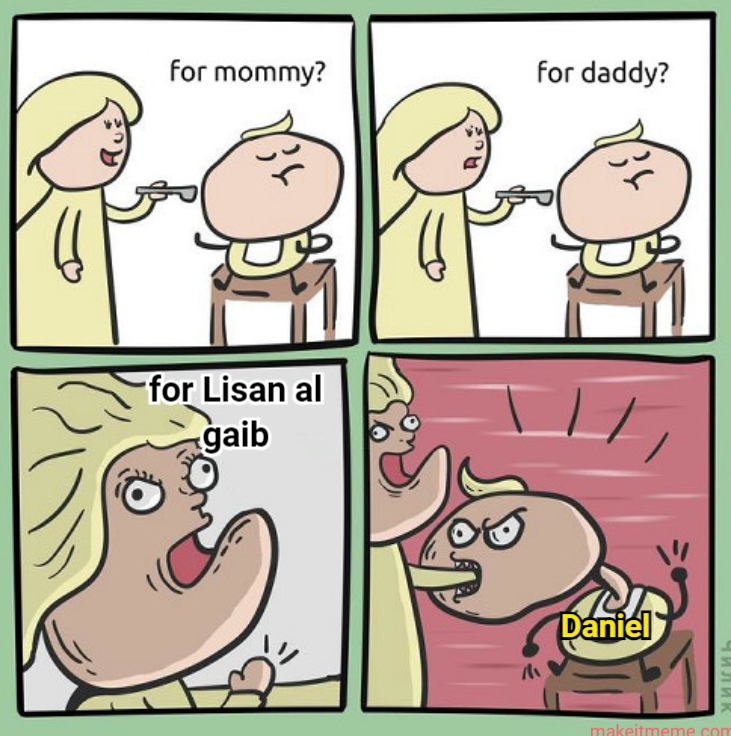 for mommy?
for daddy?
for Lisan al
gaib
Daniel
чилик
makeitmeme.com